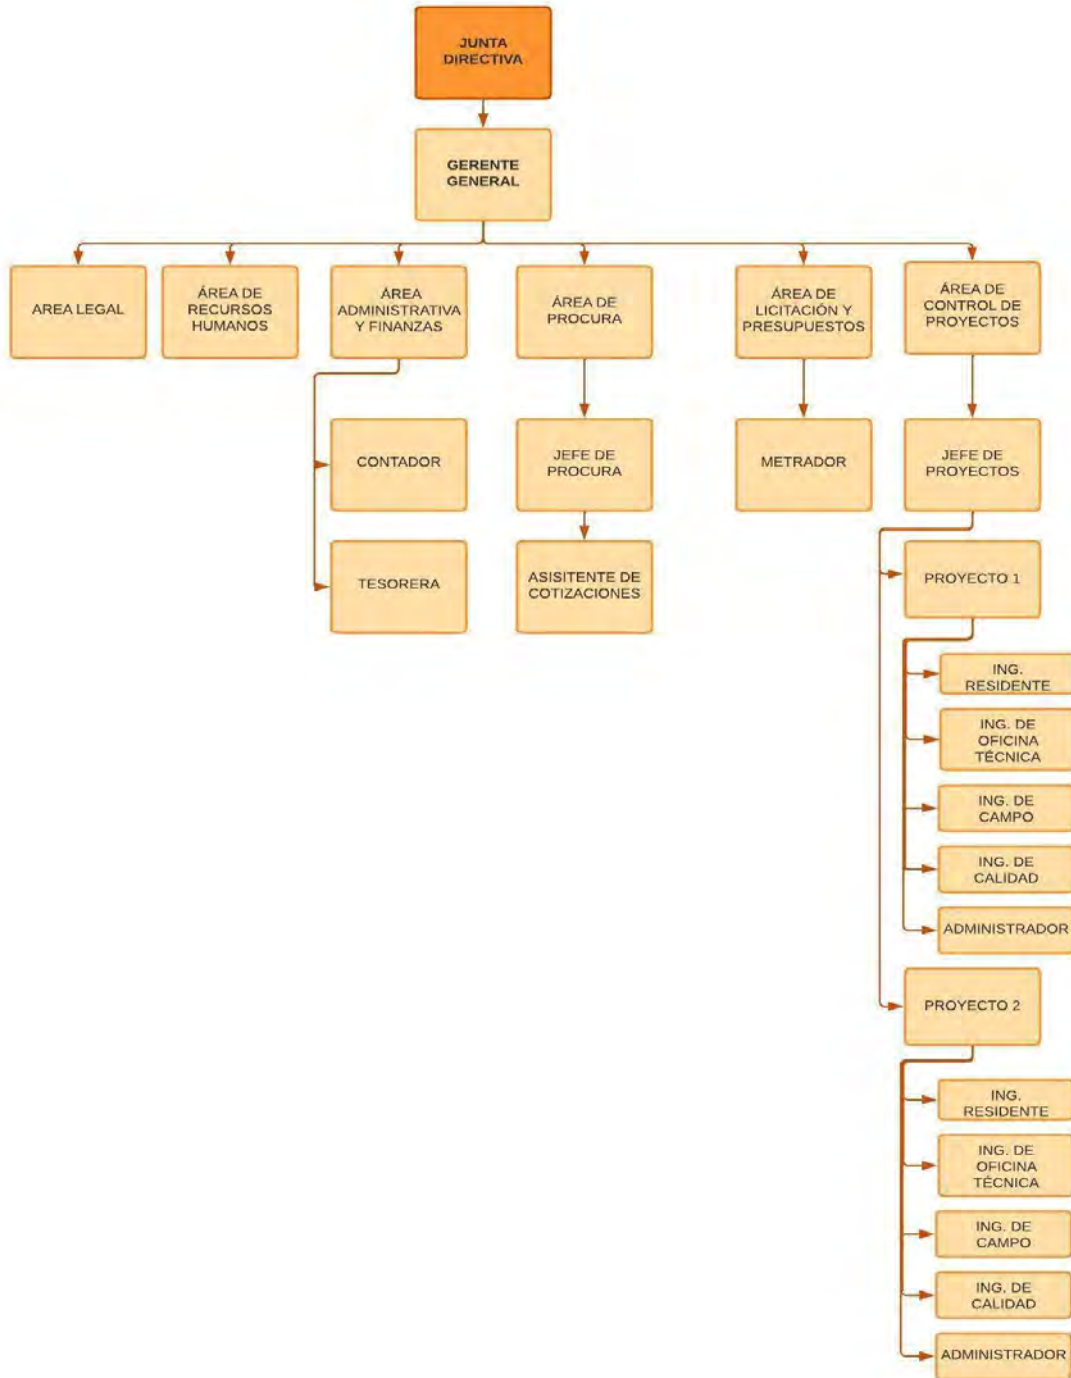 JUNTA
DIRECTIVA
GERENTE
GENERAL
AREA LEGAL
ÁREA DE
RECURSOS
HUMANOS
ÁREA
ADMINISTRATIVA
Y FINANZAS
ÁREA DE
PROCURA
ÁREA DE
LICITACIÓN Y
PRESUPUESTOS
ÁREA DE
CONTROL DE
PROYECTOS
CONTADOR
JEFE DE
PROCURA
METRADOR
JEFE DE
PROYECTOS
TESORERA
ASISITENTE DE
COTIZACIONES
PROYECTO 1
ING.
RESIDENTE
ING. DE
OFICINA
TÉCNICA
ING. DE
CAMPO
ING. DE
CALIDAD
ADMINISTRADOR
PROYECTO 2
ING.
RESIDENTE
ING. DE
OFICINA
TÉCNICA
ING. DE
CAMPO
ING. DE
CALIDAD
ADMINISTRADOR